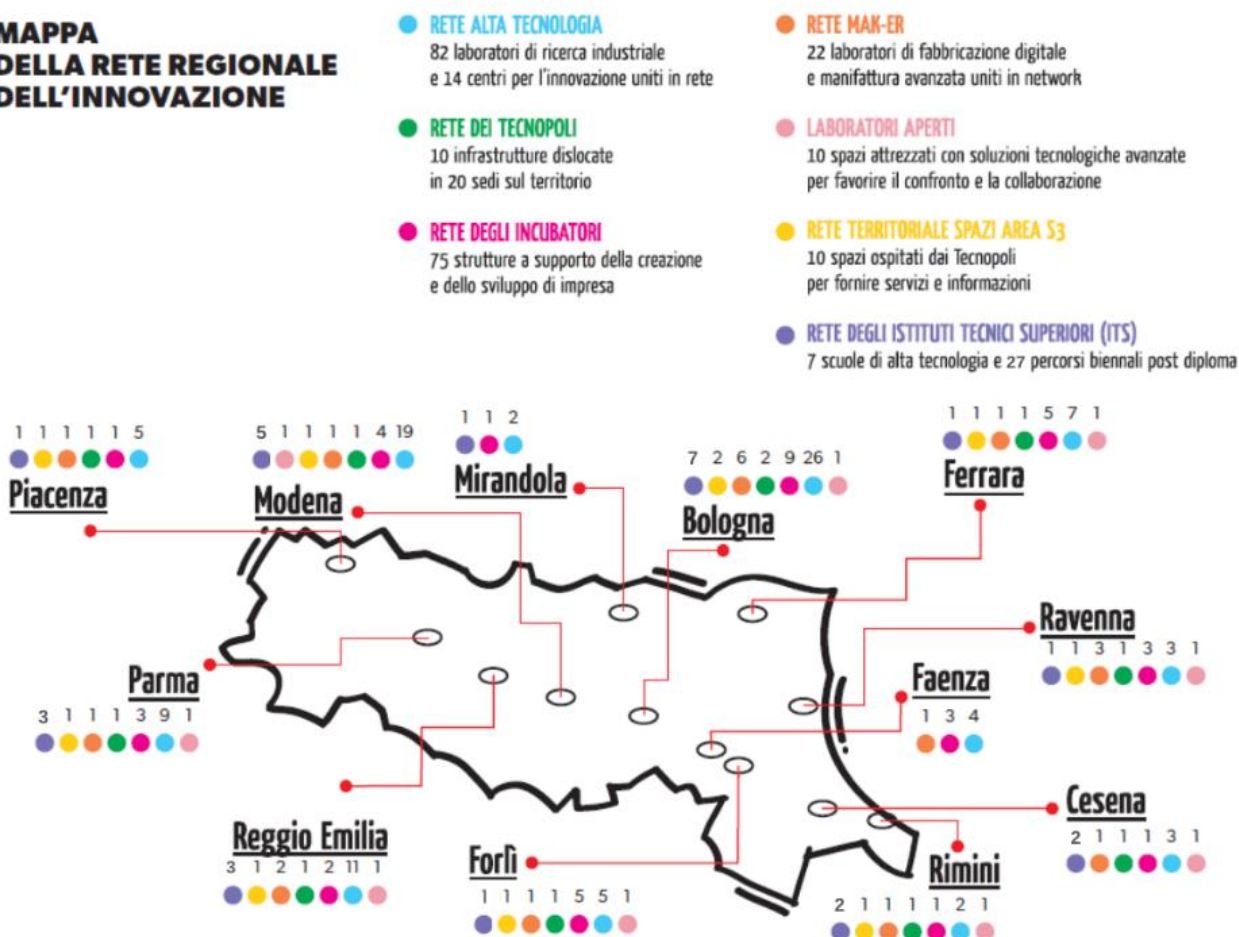 MAPPA
DELLA RETE REGIONALE
DELL'INNOVAZIONE
RETE ALTA TECNOLOGIA
82 laboratori di ricerca industriale
e 14 centri per l'innovazione uniti in rete
RETE DEI TECNOPOLI
10 infrastrutture dislocate
in 20 sedi sul territorio
RETE DEGLI INCUBATORI
75 strutture a supporto della creazione
e dello sviluppo di impresa
RETE MAK-ER
22 laboratori di fabbricazione digitale
e manifattura avanzata uniti in network
LABORATORI APERTI
10 spazi attrezzati con soluzioni tecnologiche avanzate
per favorire il confronto e la collaborazione
RETE TERRITORIALE SPAZI AREA S3
10 spazi ospitati dai Tecnopoli
per fornire servizi e informazioni
RETE DEGLI ISTITUTI TECNICI SUPERIORI (ITS)
7 scuole di alta tecnologia e 27 percorsi biennali post diploma
1 1 1 1 1 5
Piacenza
5 1 1 1 1 4 19
Modena
1 1 2
Mirandola
7 2 6 2 9 26 1
Bologna
1 1 1 1 5 7 1
Ferrara
Ravenna
1 1 3 1 3 3 1
Parma
3 1 1 1 3 9 1
Faenza
1 3 4
Reggio Emilia
3 1 2 1 2 11 1
Forlì
1 1 1 1 5 5 1
Cesena
2 1 1 1 3 1
Rimini
2 1 1 1 1 2 1